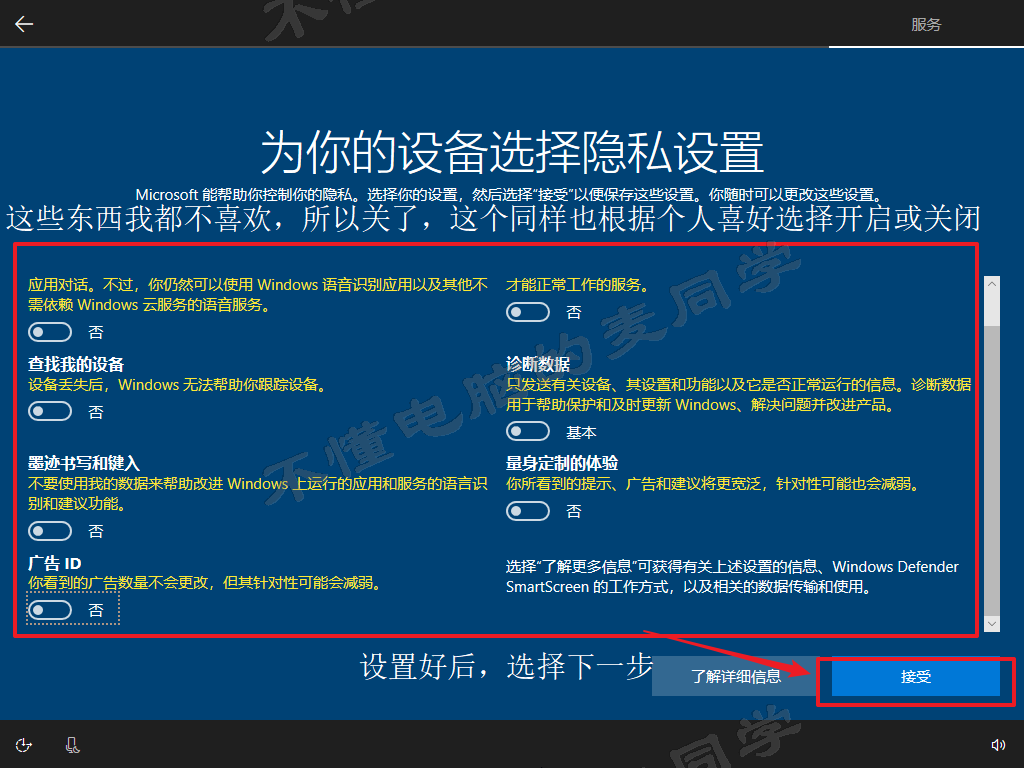 服务
为你的设备选择隐私设置
Microsoft 能帮助你控制你的隐私。选择你的设置，然后选择“接受”以便保存这些设置。你随时可以更改这些设置。
这些东西我都不喜欢，所以关了，这个同样也根据个人喜好选择开启或关闭
应用对话。不过，你仍然可以使用 Windows 语音识别应用以及其他不
需依赖 Windows 云服务的语音服务。
否
查找我的设备
设备丢失后，Windows 无法帮助你跟踪设备。
否
墨迹书写和键入
不要使用我的数据来帮助改进 Windows 上运行的应用和服务的语言识
别和建议功能。
否
广告 ID
你看到的广告数量不会更改，但其针对性可能会减弱。
否
才能正常工作的服务。
否
诊断数据
只发送有关设备、其设置和功能以及它是否正常运行的信息。诊断数据
用于帮助保护和及时更新 Windows、解决问题并改进产品。
基本
量身定制的体验
你所看到的提示、广告和建议将更宽泛，针对性可能也会减弱。
否
选择“了解更多信息”可获得有关上述设置的信息、Windows Defender
SmartScreen 的工作方式，以及相关的数据传输和使用。
不懂电脑的麦同学
设置好后，选择下一步
了解详细信息
接受
同学